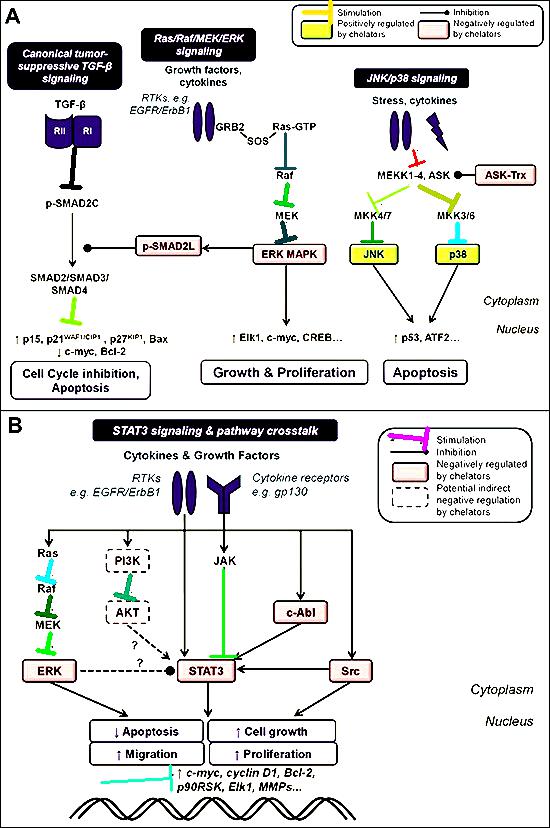 A
Stimulation
Inhibition
Positively regulated
by chelators
Negatively regulated
by chelators
Canonical tumor-
suppressive TGF-β
signaling
TGF-β
RII
RI
p-SMAD2C
SMAD2/SMAD3/
SMAD4
↑ p15, p21WAF1/CIP1, p27KIP1, Bax
↓ c-myc, Bcl-2
Cell Cycle inhibition,
Apoptosis
Ras/Raf/MEK/ERK
signaling
Growth factors,
cytokines
RTKs, e.g.
EGFR/ErbB1
GRB2
SOS
Ras-GTP
Raf
MEK
p-SMAD2L
ERK MAPK
↑ Elk1, c-myc, CREB...
Growth & Proliferation
JNK/p38 signaling
Stress, cytokines
MEKK1-4, ASK
ASK-Trx
MKK4/7
MKK3/6
JNK
p38
Cytoplasm
Nucleus
↑ p53, ATF2...
Apoptosis
B
STAT3 signaling & pathway crosstalk
Stimulation
Inhibition
Negatively regulated
by chelators
Potential indirect
negative regulation
by chelators
Cytokines & Growth Factors
RTKs
e.g. EGFR/ErbB1
Cytokine receptors
e.g. gp130
Ras
Raf
MEK
ERK
PI3K
AKT
?
?
JAK
c-Abl
STAT3
Src
Cytoplasm
Nucleus
↓ Apoptosis
↑ Cell growth
↑ Migration
↑ Proliferation
↑ c-myc, cyclin D1, Bcl-2,
p90RSK, Elk1, MMPs...